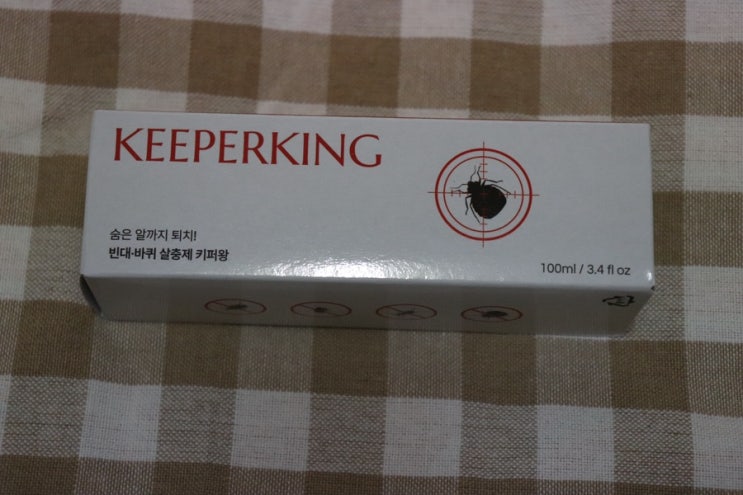 KEEPERKING
숨은 알까지 퇴치!
빈대·바퀴 살충제 키퍼왕
100ml / 3.4 fl oz